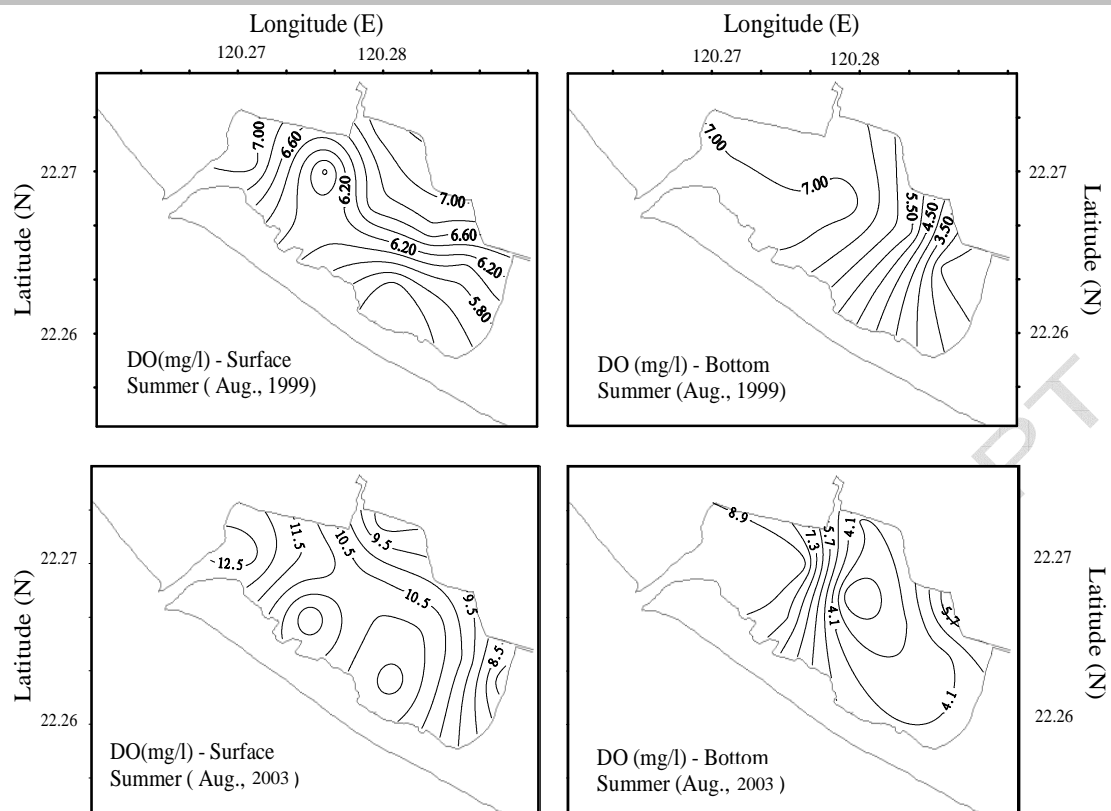 Longitude (E)
Longitude (E)
120.27
120.28
120.27
120.28
Latitude (N)
22.27
22.26
7.00
6.60
6.20
7.00
6.60
6.20
6.20
5.80
DO(mg/l) - Surface
Summer ( Aug., 1999)
7.00
7.00
5.50
4.50
3.50
DO (mg/l) - Bottom
Summer (Aug., 1999)
22.27
22.26
Latitude (N)
Latitude (N)
22.27
22.26
12.5
11.5
10.5
9.5
10.5
9.5
8.5
DO(mg/l) - Surface
Summer ( Aug., 2003 )
8.9
7.3
5.7
4.1
4.1
5.7
4.1
DO (mg/l) - Bottom
Summer (Aug., 2003)
22.27
22.26
Latitude (N)
PT